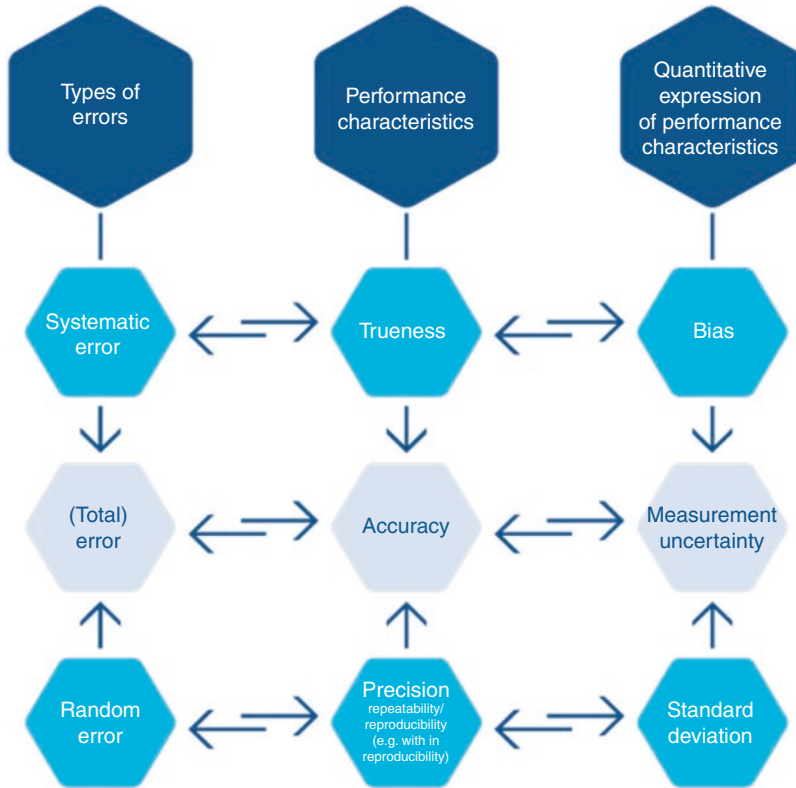 Types of
errors
Performance
characteristics
Quantitative
expression
of performance
characteristics
Systematic
error
Trueness
Bias
(Total)
error
Accuracy
Measurement
uncertainty
Random
error
Precision
repeatability/
reproducibility
(e.g. with in
reproducibility)
Standard
deviation